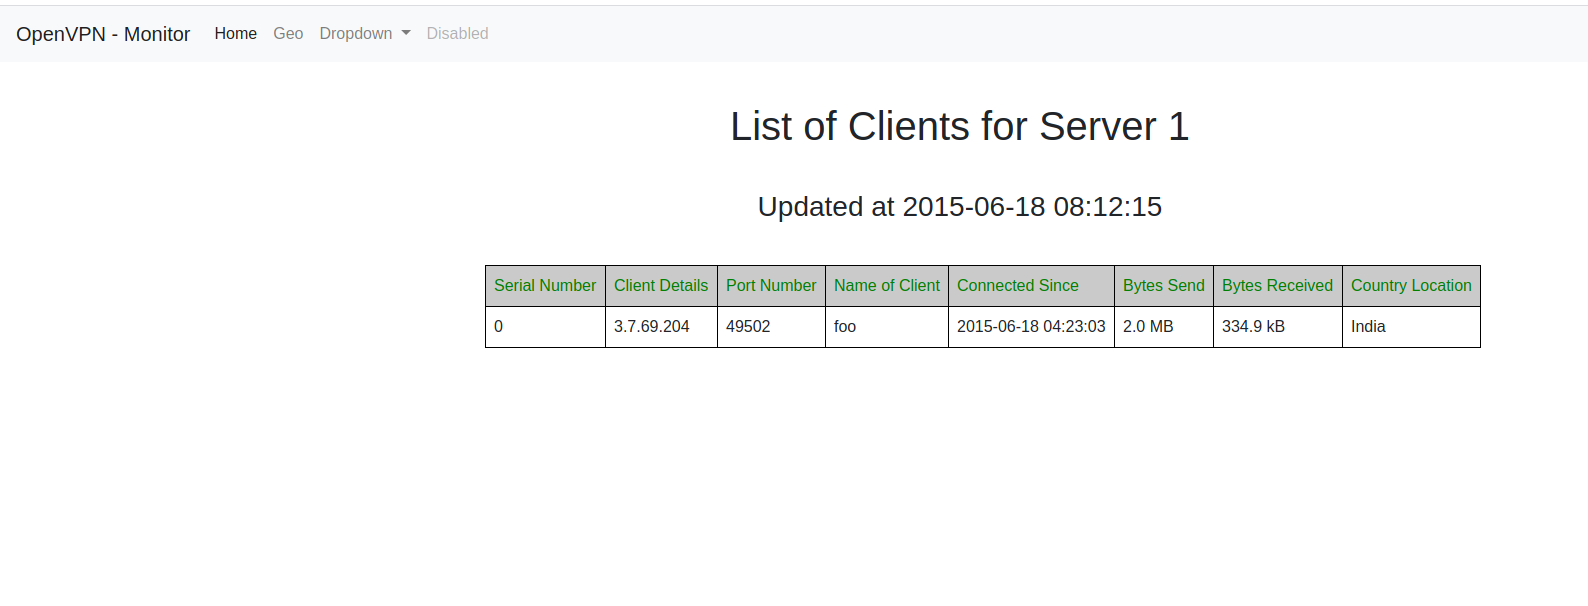 OpenVPN - Monitor Home Geo Dropdown Disabled
List of Clients for Server 1
Updated at 2015-06-18 08:12:15
Serial Number Client Details Port Number Name of Client Connected Since Bytes Send Bytes Received Country Location
0 3.7.69.204 49502 foo 2015-06-18 04:23:03 2.0 MB 334.9 kB India